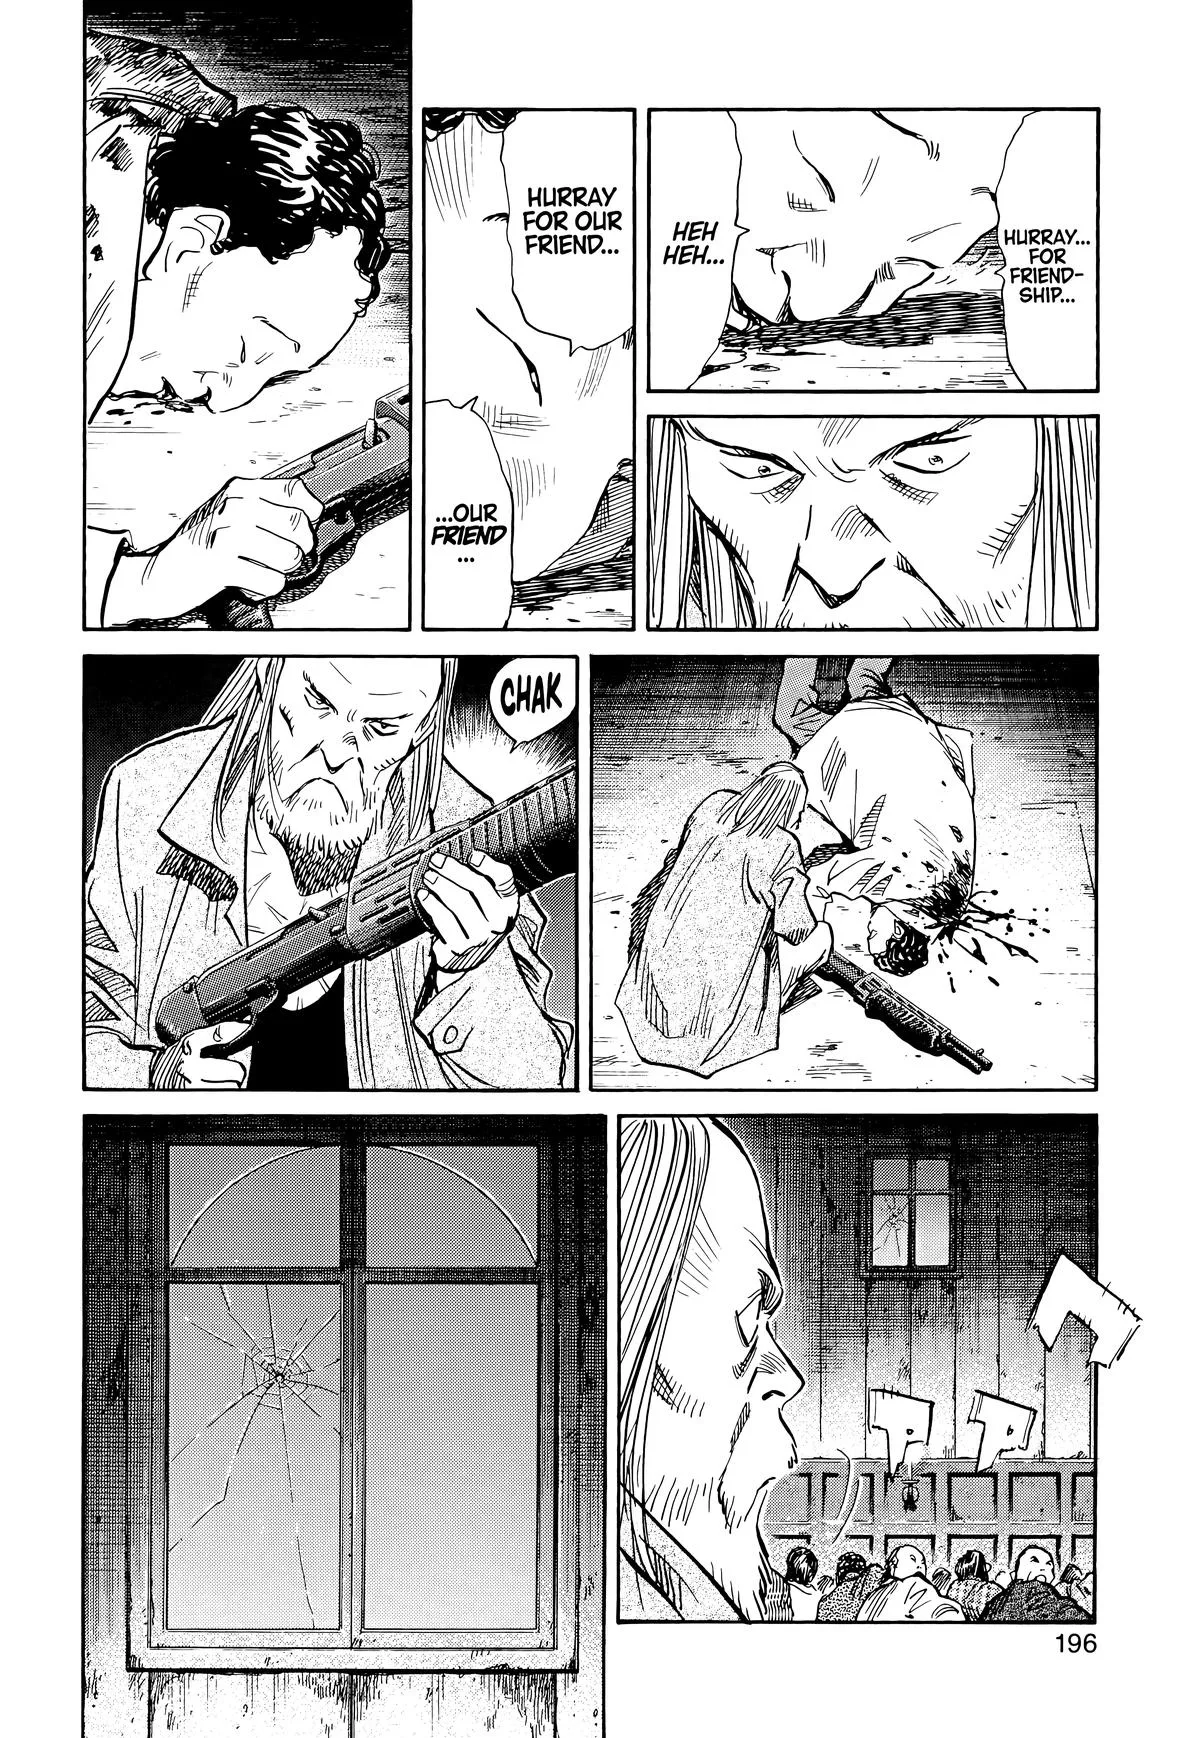 HURRAY...
FOR
FRIEND-
SHIP...
HEH
HEH...
HURRAY
FOR OUR
FRIEND...
...OUR
FRIEND
...
CHAK
196